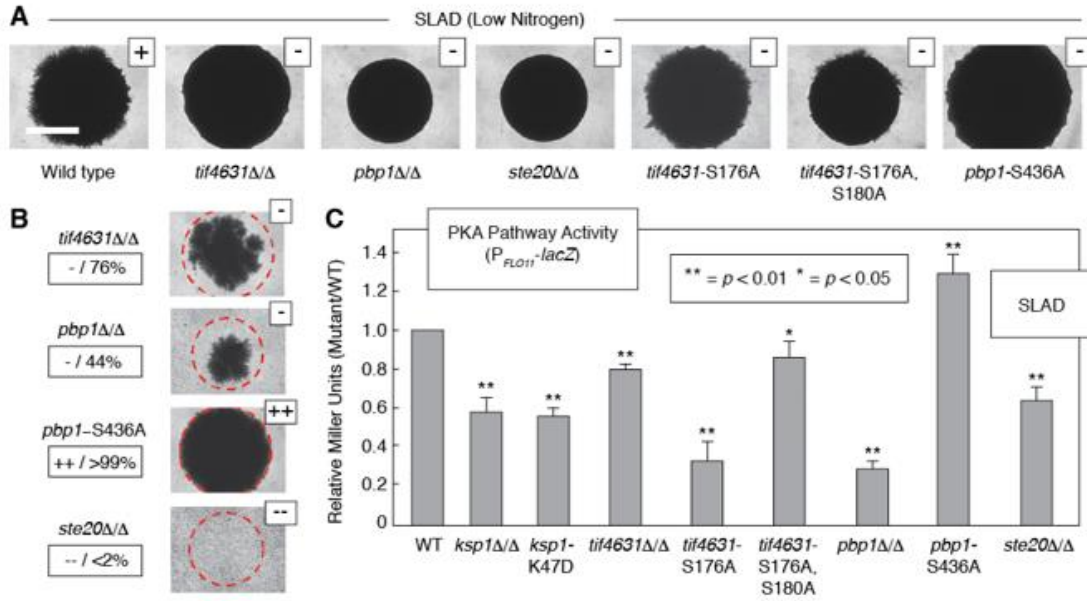 A
SLAD (Low Nitrogen)
+
-
-
-
-
-
-
Wild type
tif4631Δ/Δ
pbp1Δ/Δ
ste20Δ/Δ
tif4631-S176A
tif4631-S176A,
S180A
pbp1-S436A
B
tif4631Δ/Δ
- / 76%
-
pbp1Δ/Δ
- / 44%
-
pbp1-S436A
++ / >99%
++
ste20Δ/Δ
-- / <2%
--
C
PKA Pathway Activity
(P FLO11-lacZ)
** = p < 0.01 * = p < 0.05
SLAD
Relative Miller Units (Mutant/WT)
1.4
1.2
1.0
0.8
0.6
0.4
0.2
0
**
**
**
**
*
**
**
**
WT
ksp1Δ/Δ
ksp1-
K47D
tif4631Δ/Δ
tif4631-
S176A
tif4631-
S176A,
S180A
pbp1Δ/Δ
pbp1-
S436A
ste20Δ/Δ